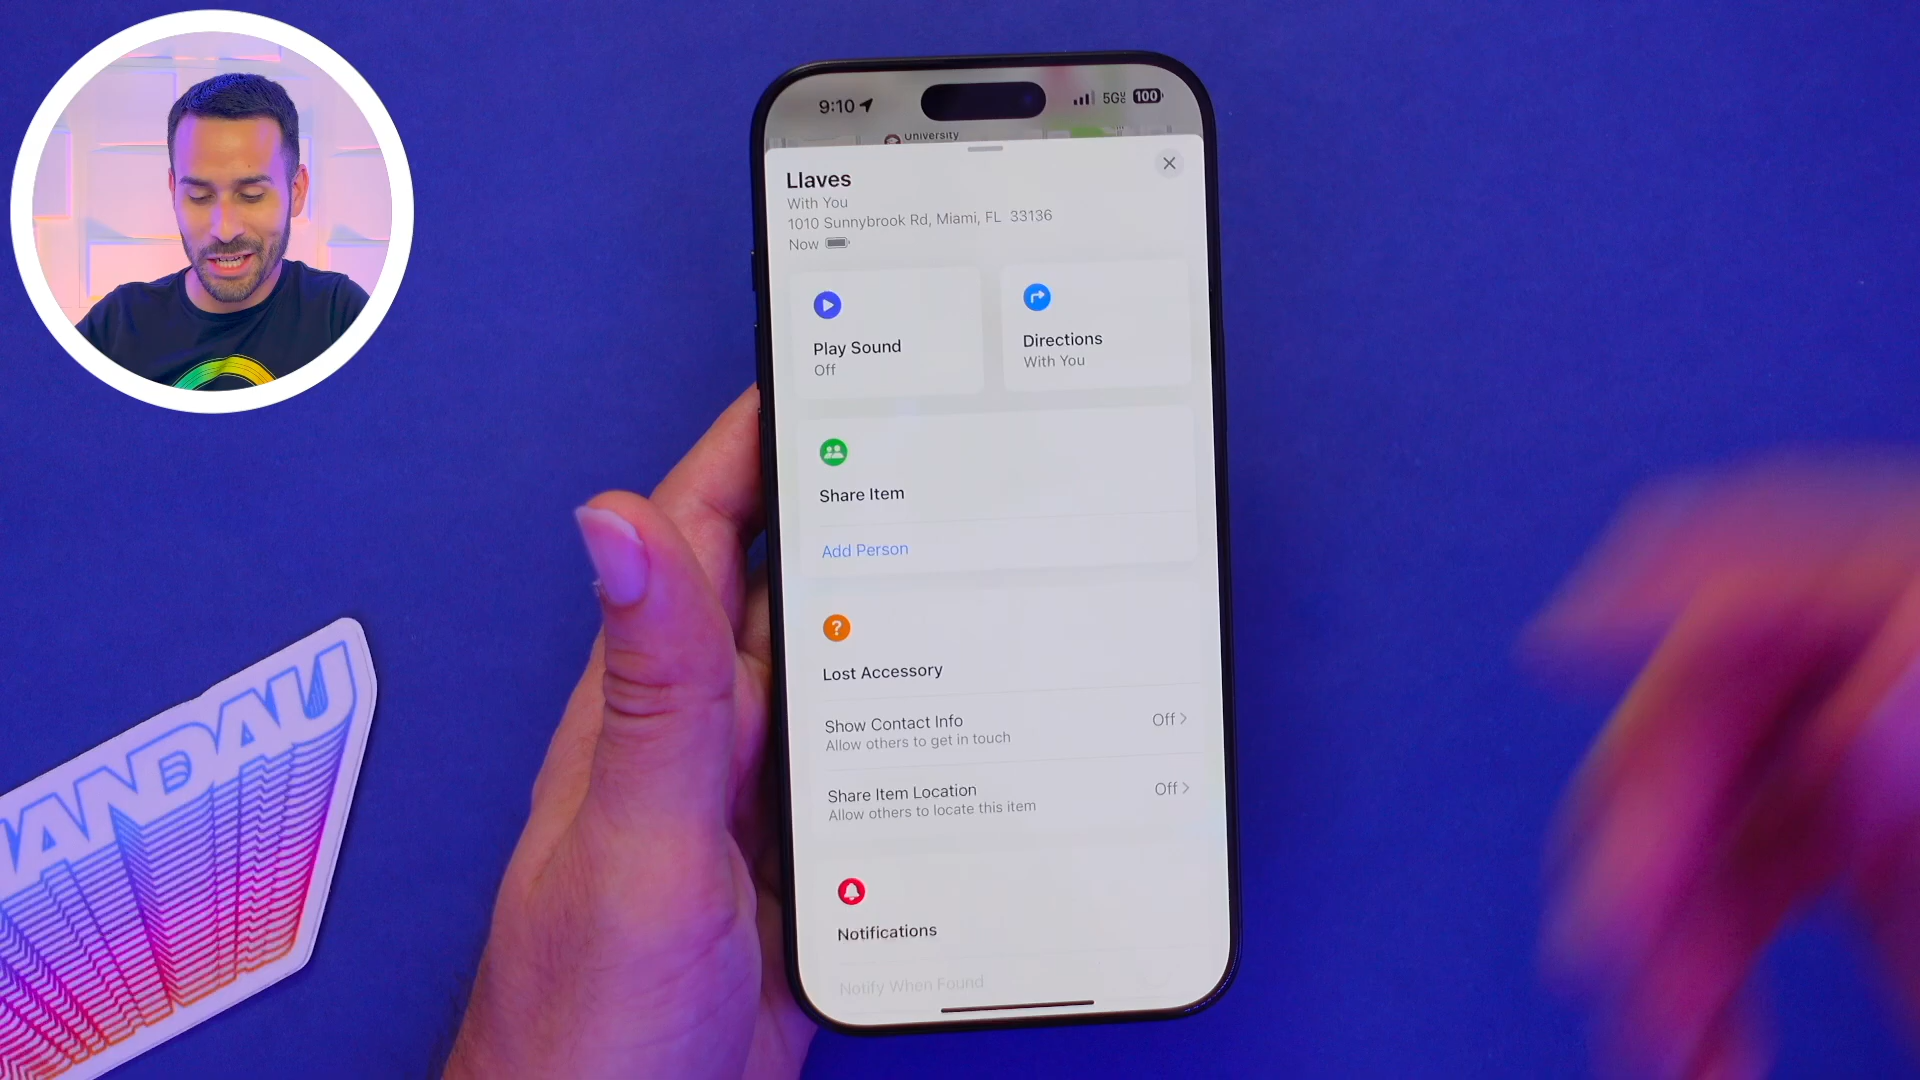 9:10
5G
100
University
Llaves
With You
1010 Sunnybrook Rd, Miami, FL 33136
Now
Play Sound
Off
Directions
With You
Share Item
Add Person
?
Lost Accessory
Show Contact Info
Off
Allow others to get in touch
Share Item Location
Off
Allow others to locate this item
Notifications
Notify When Found